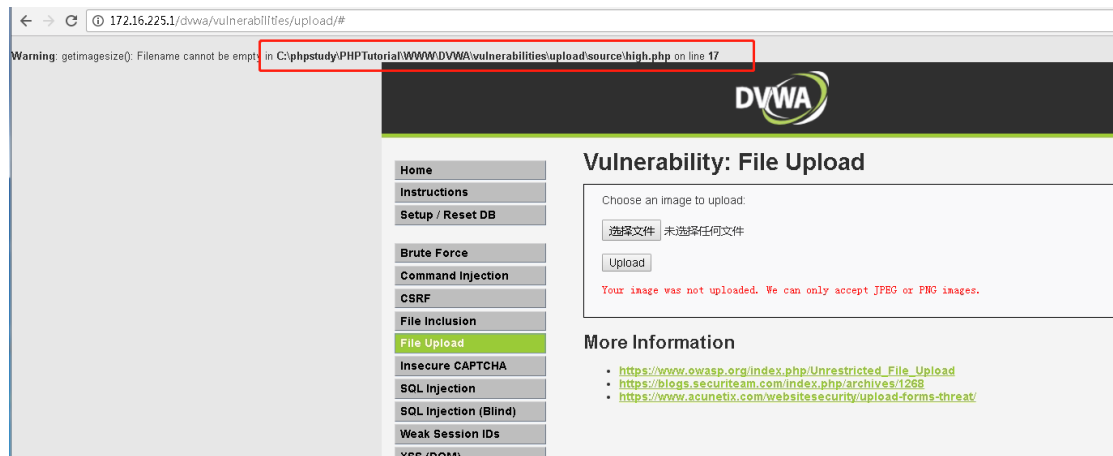 172.16.225.1/dvwa/vulnerabilities/upload/#
Warning: getimagesize(): Filename cannot be empty in C:\phpstudy\PHPTutorial\WWW\DVWA\vulnerabilities\upload\source\high.php on line 17
DVWA
Vulnerability: File Upload
Home
Instructions
Setup / Reset DB
Brute Force
Command Injection
CSRF
File Inclusion
File Upload
Insecure CAPTCHA
SQL Injection
SQL Injection (Blind)
Weak Session IDs
XSS (DOM)
Choose an image to upload:
选择文件 未选择任何文件
Upload
Your image was not uploaded. We can only accept JPEG or PNG images.
More Information
https://www.owasp.org/index.php/Unrestricted_File_Upload
https://blogs.securiteam.com/index.php/archives/1268
https://www.acunetix.com/websitesecurity/upload-forms-threat/